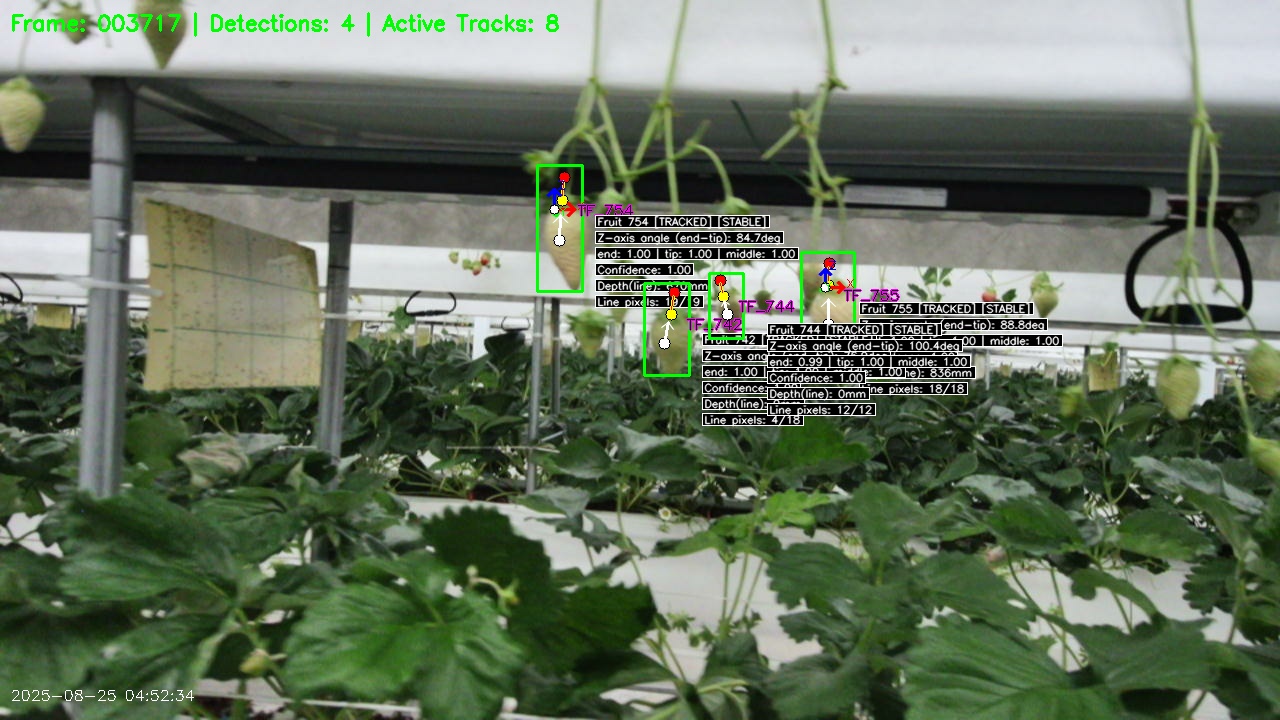 Frame: 003717 | Detections: 4 | Active Tracks: 8
TF_754
Fruit 754 [TRACKED] [STABLE]
Z-axis angle (end-tip): 84.7deg
end: 1.00 | tip: 1.00 | middle: 1.00
Confidence: 1.00
Depth(line):
Line pixels:
TF_755
Fruit 755 [TRACKED] [STABLE]
(end-tip): 88.8deg
middle: 1.00
836mm
18/18
TF_744
Fruit 744 [TRACKED] [STABLE]
Z-axis angle (end-tip): 100.4deg
end: 0.99 | tip: 1.00 | middle: 1.00
Confidence: 1.00
Depth(line): 0mm
Line pixels: 12/12
TF_742
Fruit 742
Z-axis
end: 1.00
Confidence:
Depth(line):
Line pixels: 4/18
2025-08-25 04:52:34